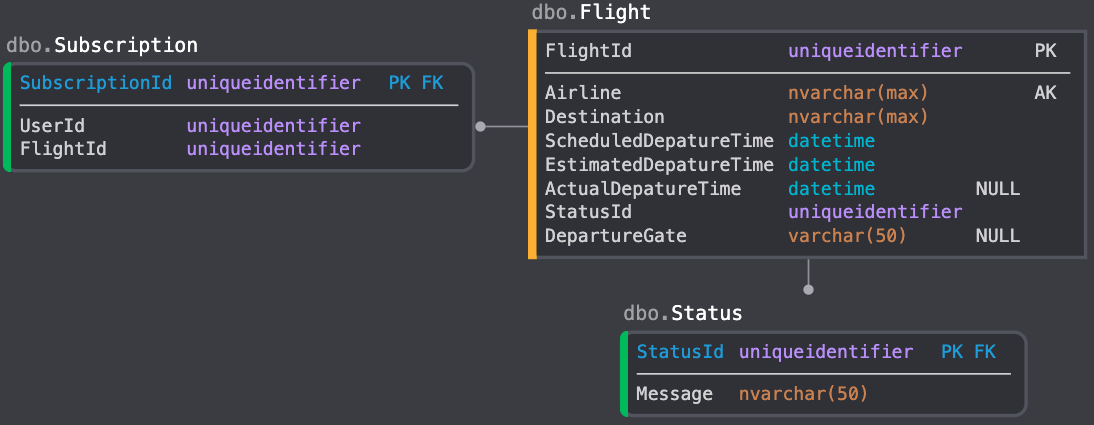 dbo.Subscription
SubscriptionId uniqueidentifier PK FK
UserId uniqueidentifier
FlightId uniqueidentifier
dbo.Flight
FlightId uniqueidentifier PK
Airline nvarchar(max) AK
Destination nvarchar(max)
ScheduledDepatureTime datetime
EstimatedDepatureTime datetime
ActualDepatureTime datetime NULL
StatusId uniqueidentifier
DepartureGate varchar(50) NULL
dbo.Status
StatusId uniqueidentifier PK FK
Message nvarchar(50)